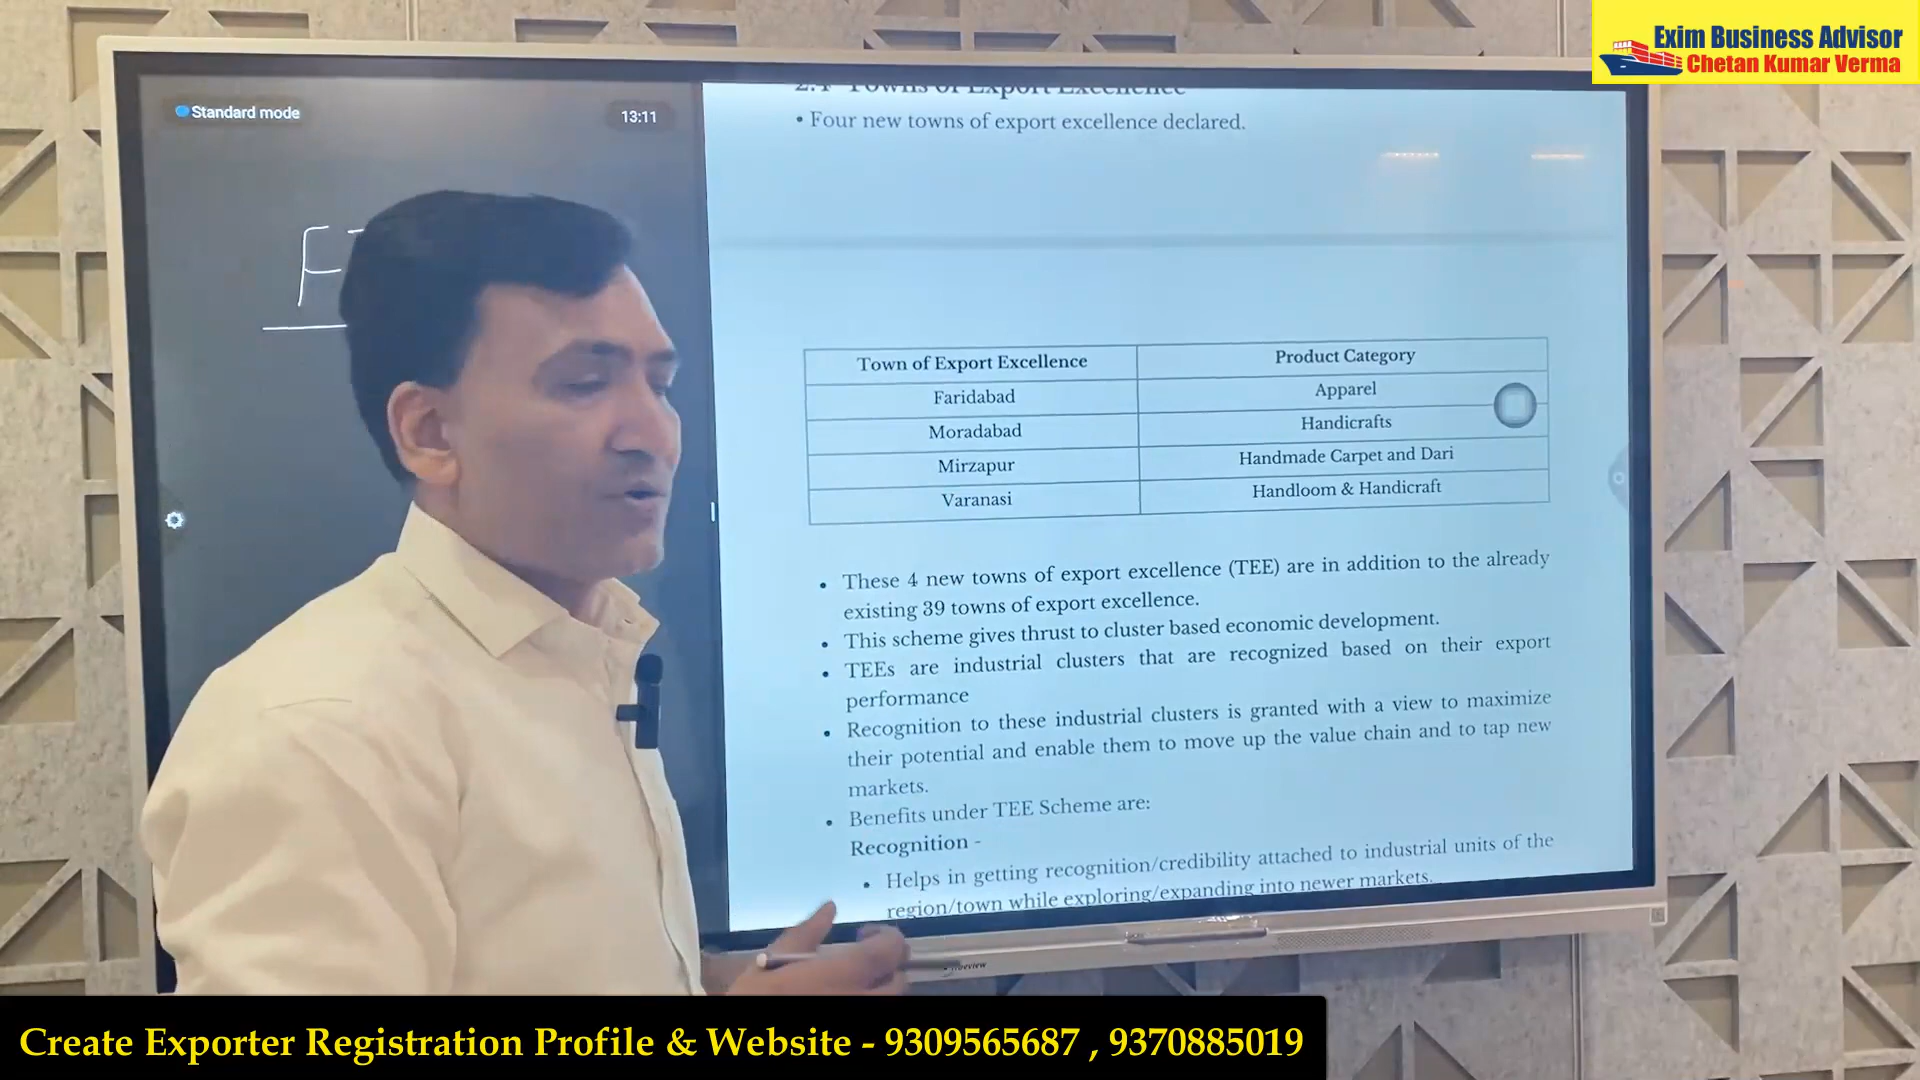 Exim Business Advisor
Chetan Kumar Verma
Standard mode
13:11
F
2.4 Towns of Export Excellence
• Four new towns of export excellence declared.
Town of Export Excellence Product Category
Faridabad Apparel
Moradabad Handicrafts
Mirzapur Handmade Carpet and Dari
Varanasi Handloom & Handicraft
• These 4 new towns of export excellence (TEE) are in addition to the already
existing 39 towns of export excellence.
• This scheme gives thrust to cluster based economic development.
• TEEs are industrial clusters that are recognized based on their export
performance
• Recognition to these industrial clusters is granted with a view to maximize
their potential and enable them to move up the value chain and to tap new
markets.
• Benefits under TEE Scheme are:
Recognition -
• Helps in getting recognition/credibility attached to industrial units of the
region/town while exploring/expanding into newer markets.
Create Exporter Registration Profile & Website - 9309565687 , 9370885019